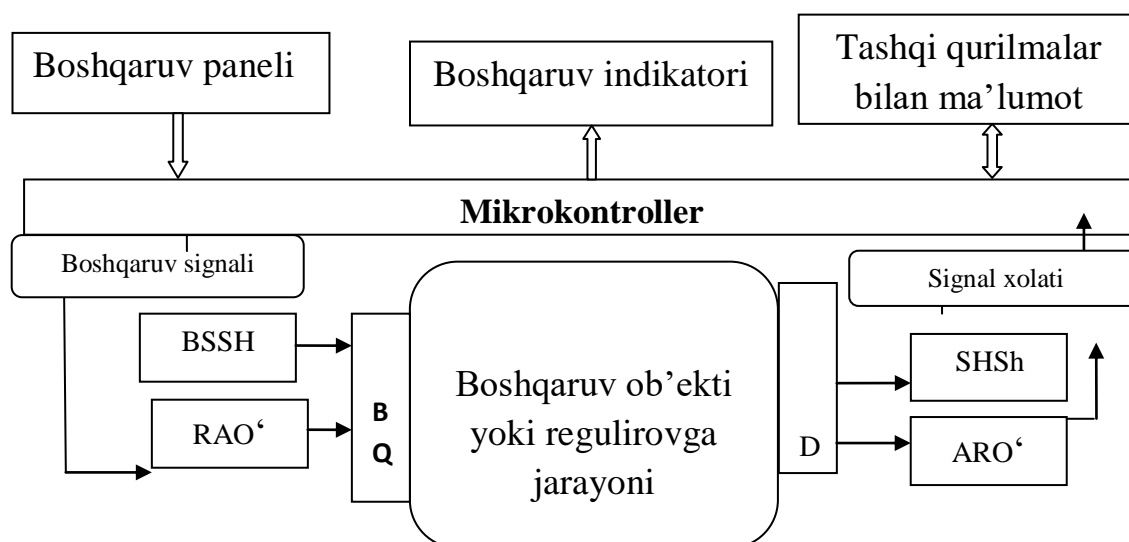 Boshqaruv paneli
Boshqaruv indikatori
Tashqi qurilmalar
bilan ma’lumot
Mikrokontroller
Boshqaruv signali
Signal xolati
BSSH
RAO‘
B
Q
Boshqaruv ob’ekti
yoki regulirovga
jarayoni
D
SHSh
ARO‘